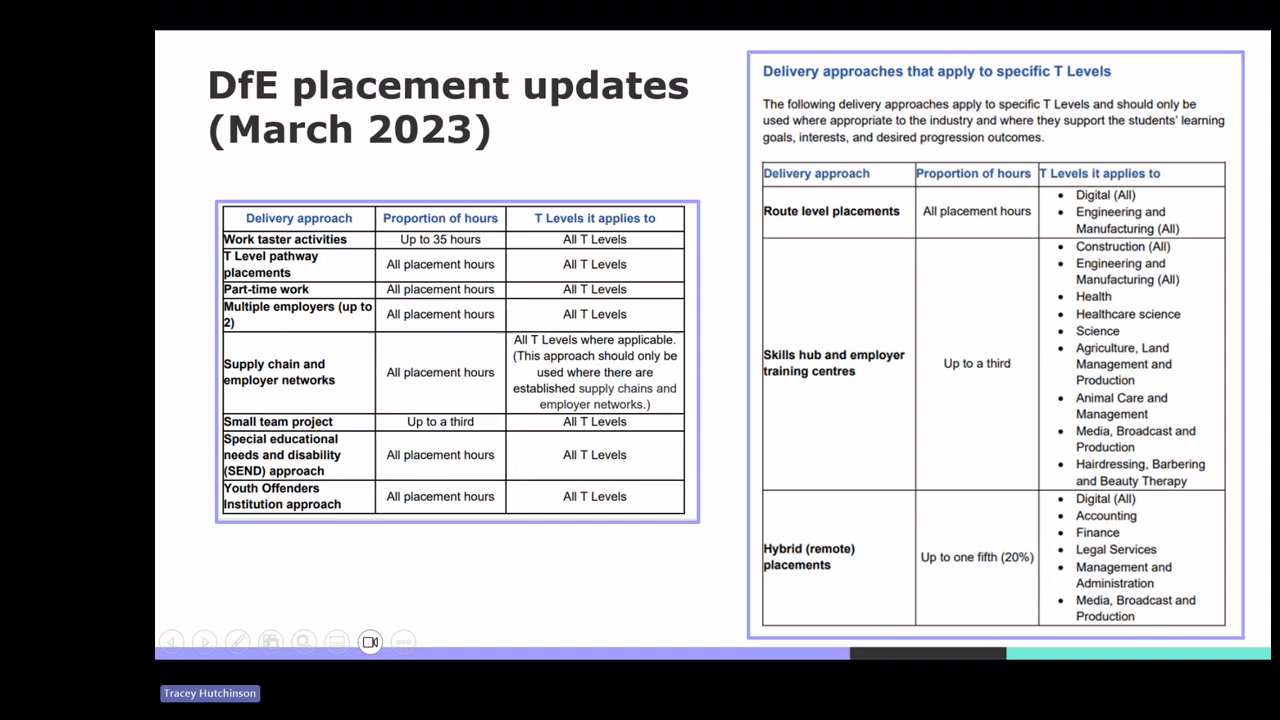 DfE placement updates
(March 2023)
Delivery approach Proportion of hours T Levels it applies to
Work taster activities Up to 35 hours All T Levels
T Level pathway
placements All placement hours All T Levels
Part-time work All placement hours All T Levels
Multiple employers (up to
2) All placement hours All T Levels
Supply chain and
employer networks All placement hours
All T Levels where applicable.
(This approach should only be
used where there are
established supply chains and
employer networks.)
Small team project Up to a third All T Levels
Special educational
needs and disability
(SEND) approach All placement hours All T Levels
Youth Offenders
Institution approach All placement hours All T Levels
Delivery approaches that apply to specific T Levels
The following delivery approaches apply to specific T Levels and should only be
used where appropriate to the industry and where they support the students’ learning
goals, interests, and desired progression outcomes.
Delivery approach Proportion of hours T Levels it applies to
Route level placements All placement hours
• Digital (All)
• Engineering and
Manufacturing (All)
Skills hub and employer
training centres
Up to a third
• Construction (All)
• Engineering and
Manufacturing (All)
• Health
• Healthcare science
• Science
• Agriculture, Land
Management and
Production
• Animal Care and
Management
• Media, Broadcast and
Production
• Hairdressing, Barbering
and Beauty Therapy
Hybrid (remote)
placements
Up to one fifth (20%)
• Digital (All)
• Accounting
• Finance
• Legal Services
• Management and
Administration
• Media, Broadcast and
Production
Tracey Hutchinson